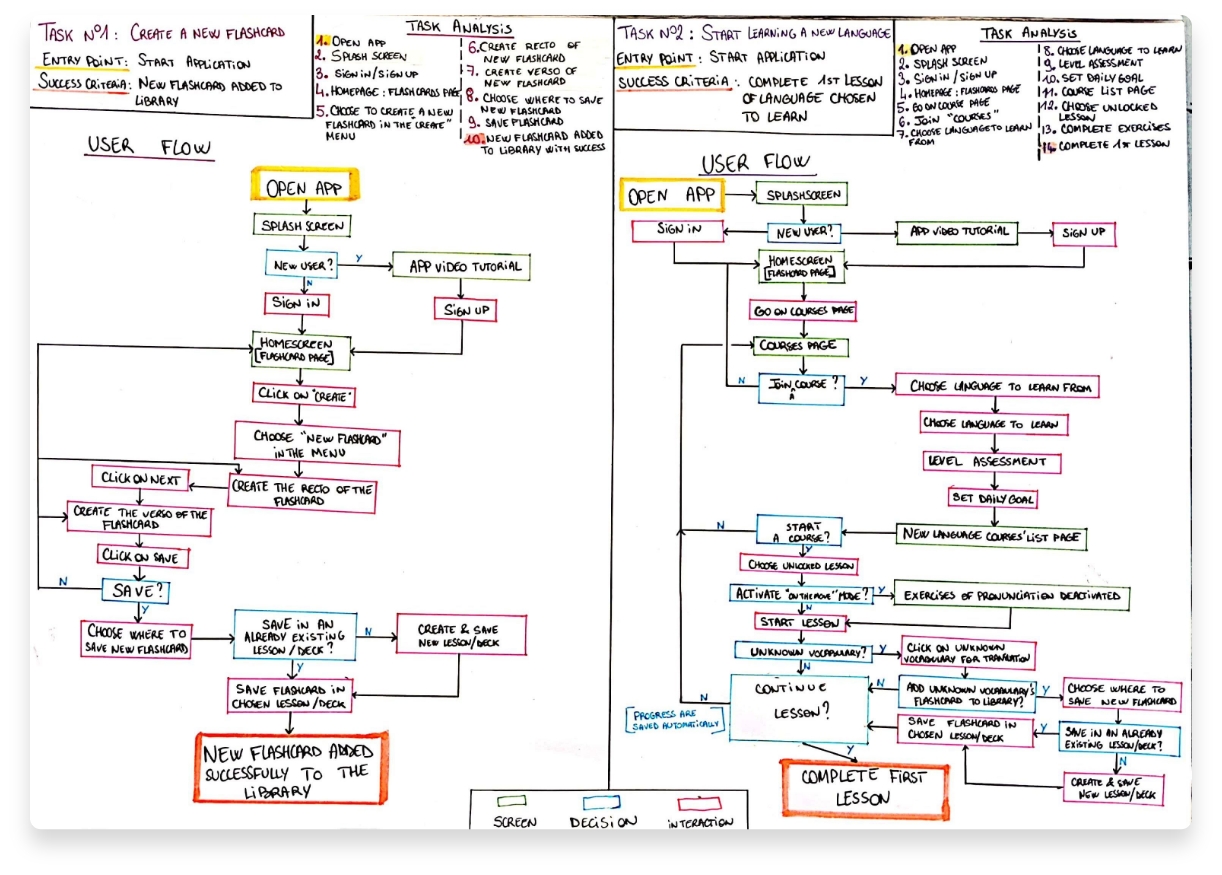 TASK Nº1: CREATE A NEW FLASHCARD
ENTRY POINT: START APPLICATION
SUCCESS CRITERIA: NEW FLASHCARD ADDED TO
LIBRARY
TASK ANALYSIS
1. OPEN APP
2. SPLASH SCREEN
3. SIGN IN/SIGN UP
4. HOMEPAGE: FLASHCARDS PAGE
5. CHOOSE TO CREATE A NEW
FLASHCARD IN THE "CREATE"
MENU
6. CREATE RECTO OF
NEW FLASHCARD
7. CREATE VERSO OF
NEW FLASHCARD
8. CHOOSE WHERE TO SAVE
NEW FLASHCARD
9. SAVE FLASHCARD
10. NEW FLASHCARD ADDED
TO LIBRARY WITH SUCCESS
USER FLOW
OPEN APP
SPLASH SCREEN
NEW USER?
Y
APP VIDEO TUTORIAL
N
SIGN IN
SIGN UP
HOMESCREEN
[FLASHCARD PAGE]
CLICK ON "CREATE"
CHOOSE "NEW FLASHCARD"
IN THE MENU
CREATE THE RECTO OF THE
FLASHCARD
CLICK ON NEXT
CREATE THE VERSO OF THE
FLASHCARD
CLICK ON SAVE
N
SAVE?
Y
CHOOSE WHERE TO
SAVE NEW FLASHCARD
SAVE IN AN
ALREADY EXISTING
LESSON/DECK?
N
CREATE & SAVE
NEW LESSON/DECK
Y
SAVE FLASHCARD IN
CHOSEN LESSON/DECK
NEW FLASHCARD ADDED
SUCCESSFULLY TO THE
LIBRARY
TASK Nº2: START LEARNING A NEW LANGUAGE
ENTRY POINT: START APPLICATION
SUCCESS CRITERIA: COMPLETE 1ST LESSON
OF LANGUAGE CHOSEN
TO LEARN
TASK ANALYSIS
1. OPEN APP
2. SPLASH SCREEN
3. SIGN IN/SIGN UP
4. HOMEPAGE: FLASHCARD PAGE
5. GO ON COURSE PAGE
6. JOIN "COURSES"
7. CHOOSE LANGUAGE TO LEARN
FROM
8. CHOOSE LANGUAGE TO LEARN
9. LEVEL ASSESSMENT
10. SET DAILY GOAL
11. COURSE LIST PAGE
12. CHOOSE UNLOCKED
LESSON
13. COMPLETE EXERCISES
14. COMPLETE 1ST LESSON
USER FLOW
OPEN APP
SPLASHSCREEN
SIGN IN
NEW USER?
APP VIDEO TUTORIAL
SIGN UP
HOMESCREEN
[FLASHCARD PAGE]
GO ON COURSES PAGE
COURSES PAGE
N
JOIN A COURSE?
Y
CHOOSE LANGUAGE TO LEARN FROM
CHOOSE LANGUAGE TO LEARN
LEVEL ASSESSMENT
SET DAILY GOAL
NEW LANGUAGE COURSES' LIST PAGE
N
START
A COURSE?
Y
CHOOSE UNLOCKED LESSON
ACTIVATE "ON THE MOVE" MODE?
Y
EXERCISES OF PRONUNCIATION DEACTIVATED
N
START LESSON
UNKNOWN VOCABULARY?
Y
CLICK ON UNKNOWN
VOCABULARY FOR TRANSLATION
N
CONTINUE
LESSON?
N
ADD UNKNOWN VOCABULARY'S
FLASHCARD TO LIBRARY?
Y
CHOOSE WHERE TO
SAVE NEW FLASHCARD
N
[PROGRESS ARE
SAVED AUTOMATICALLY]
SAVE FLASHCARD IN
CHOSEN LESSON/DECK
Y
SAVE IN AN ALREADY
EXISTING LESSON/DECK?
N
CREATE & SAVE
NEW LESSON/DECK
Y
COMPLETE FIRST
LESSON
SCREEN
DECISION
INTERACTION